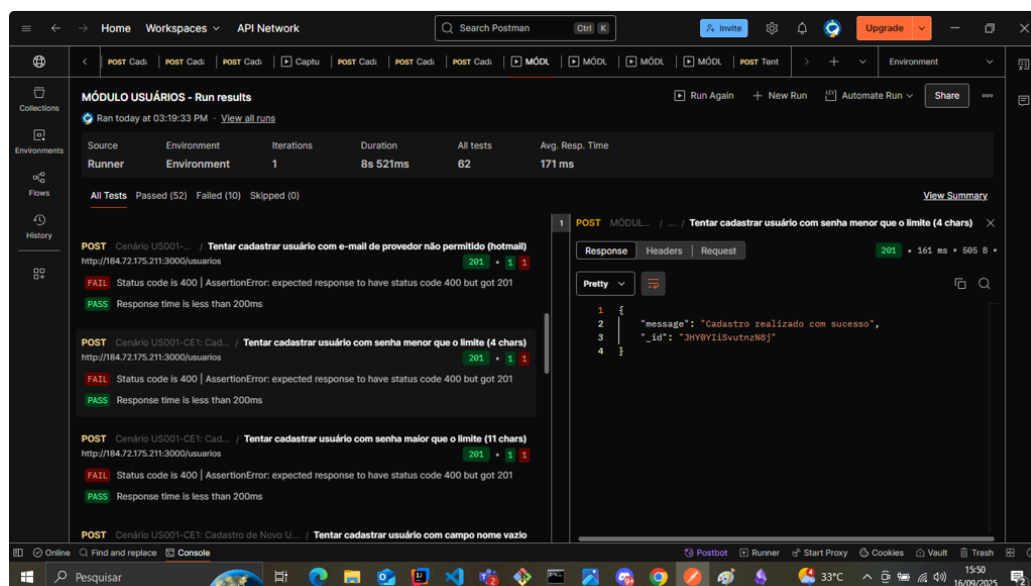 Home Workspaces API Network Search Postman Ctrl K Invite Upgrade
POST Cadi POST Cadi POST Cadi Captu POST Cadi POST Cadi POST Cadi MÓDL MÓDL MÓDL MÓDL POST Tent Environment
Collections
Environments
Flows
History
MÓDULO USUÁRIOS - Run results
Run Again New Run Automate Run Share
Ran today at 03:19:33 PM · View all runs
Source Environment Iterations Duration All tests Avg. Resp. Time
Runner Environment 1 8s 521ms 62 171 ms
All Tests Passed (52) Failed (10) Skipped (0) View Summary
POST Cenário US001-... / Tentar cadastrar usuário com e-mail de provedor não permitido (hotmail)
http://184.72.175.211:3000/usuarios
201 • 1 1
FAIL Status code is 400 | AssertionError: expected response to have status code 400 but got 201
PASS Response time is less than 200ms
POST Cenário US001-CE1: Cad... / Tentar cadastrar usuário com senha menor que o limite (4 chars)
http://184.72.175.211:3000/usuarios
201 • 1 1
FAIL Status code is 400 | AssertionError: expected response to have status code 400 but got 201
PASS Response time is less than 200ms
POST Cenário US001-CE1: Cad... / Tentar cadastrar usuário com senha maior que o limite (11 chars)
http://184.72.175.211:3000/usuarios
201 • 1 1
FAIL Status code is 400 | AssertionError: expected response to have status code 400 but got 201
PASS Response time is less than 200ms
POST Cenário US001-CE1: Cadastro de Novo U... / Tentar cadastrar usuário com campo nome vazio
1 POST MÓDUL... / ... / Tentar cadastrar usuário com senha menor que o limite (4 chars)
Response Headers Request 201 • 161 ms • 505 B •
Pretty
1 {
2 "message": "Cadastro realizado com sucesso",
3 "_id": "JHY0YIiSvutnzN8j"
4 }
Online Find and replace Console Postbot Runner Start Proxy Cookies Vault Trash
Pesquisar 33°C 15:50
16/09/2025